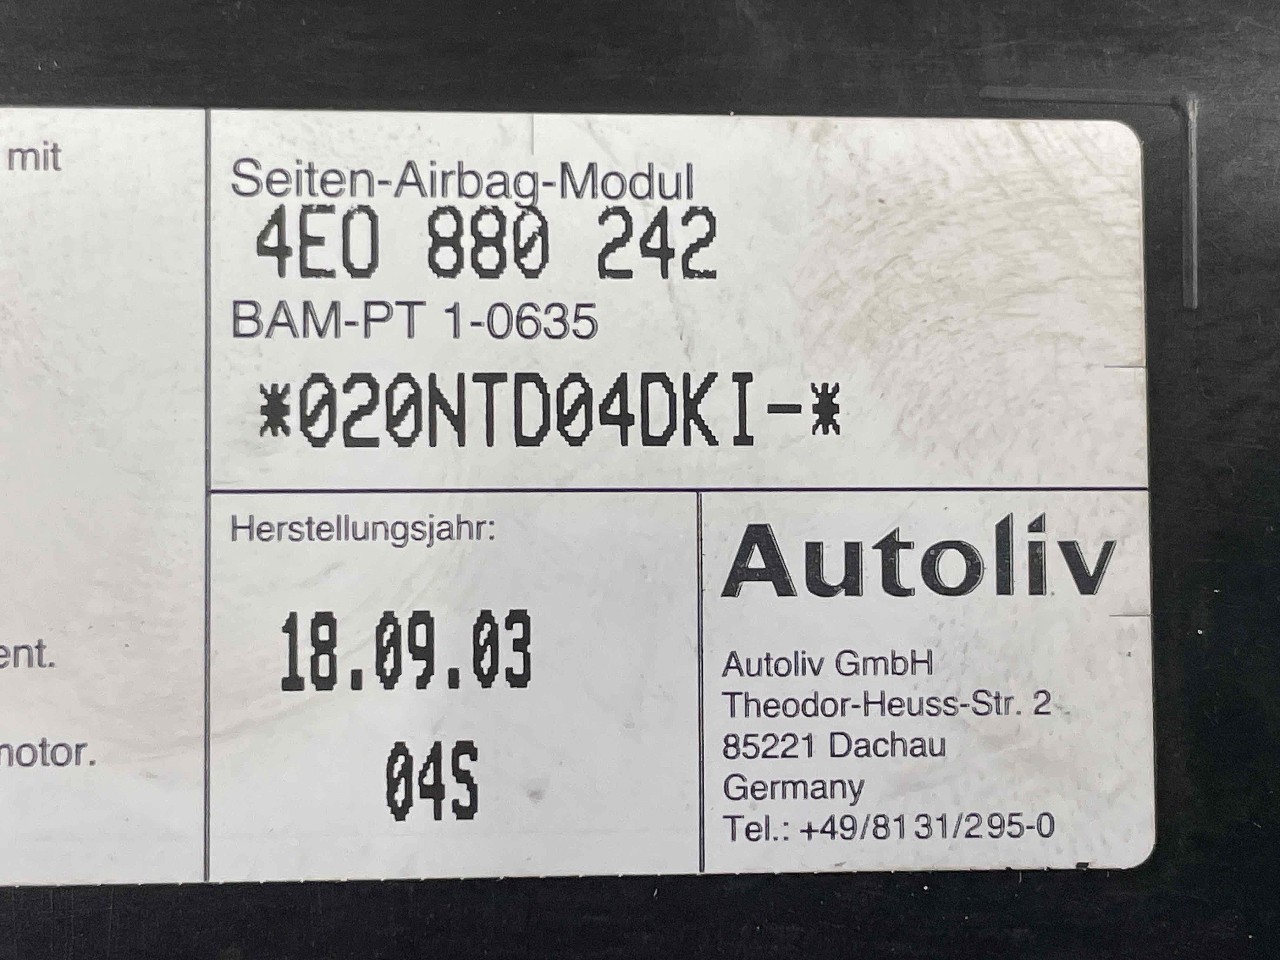 mit
Seiten-Airbag-Modul
4E0 880 242
BAM-PT 1-0635
*020NTD04DKI-*
Herstellungsjahr:
18.09.03
04S
ent.
motor.
Autoliv
Autoliv GmbH
Theodor-Heuss-Str. 2
85221 Dachau
Germany
Tel.: +49/8131/295-0